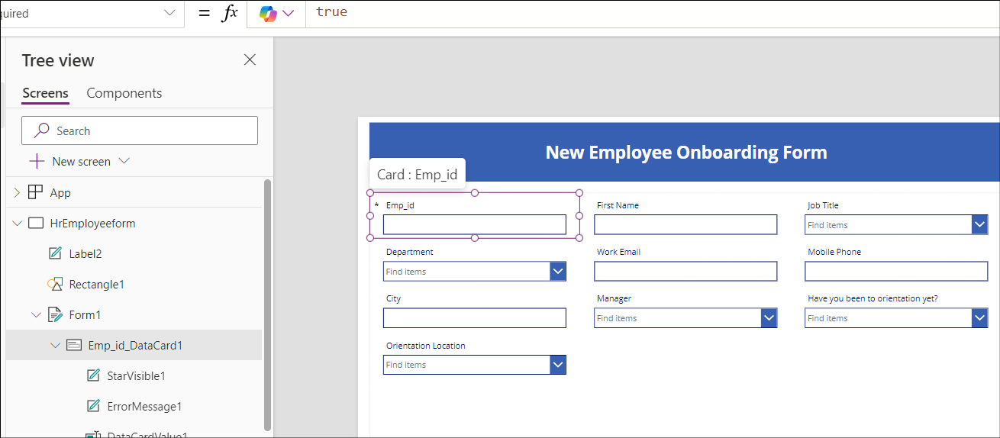 quired = fx true
Tree view
Screens Components
Search
New screen
App
HrEmployeeform
Label2
Rectangle1
Form1
Emp_id_DataCard1
StarVisible1
ErrorMessage1
DataCardValue1
New Employee Onboarding Form
Card : Emp_id
* Emp_id First Name Job Title
Find items
Department Work Email Mobile Phone
Find items
City Manager Have you been to orientation yet?
Find items Find items
Orientation Location
Find items